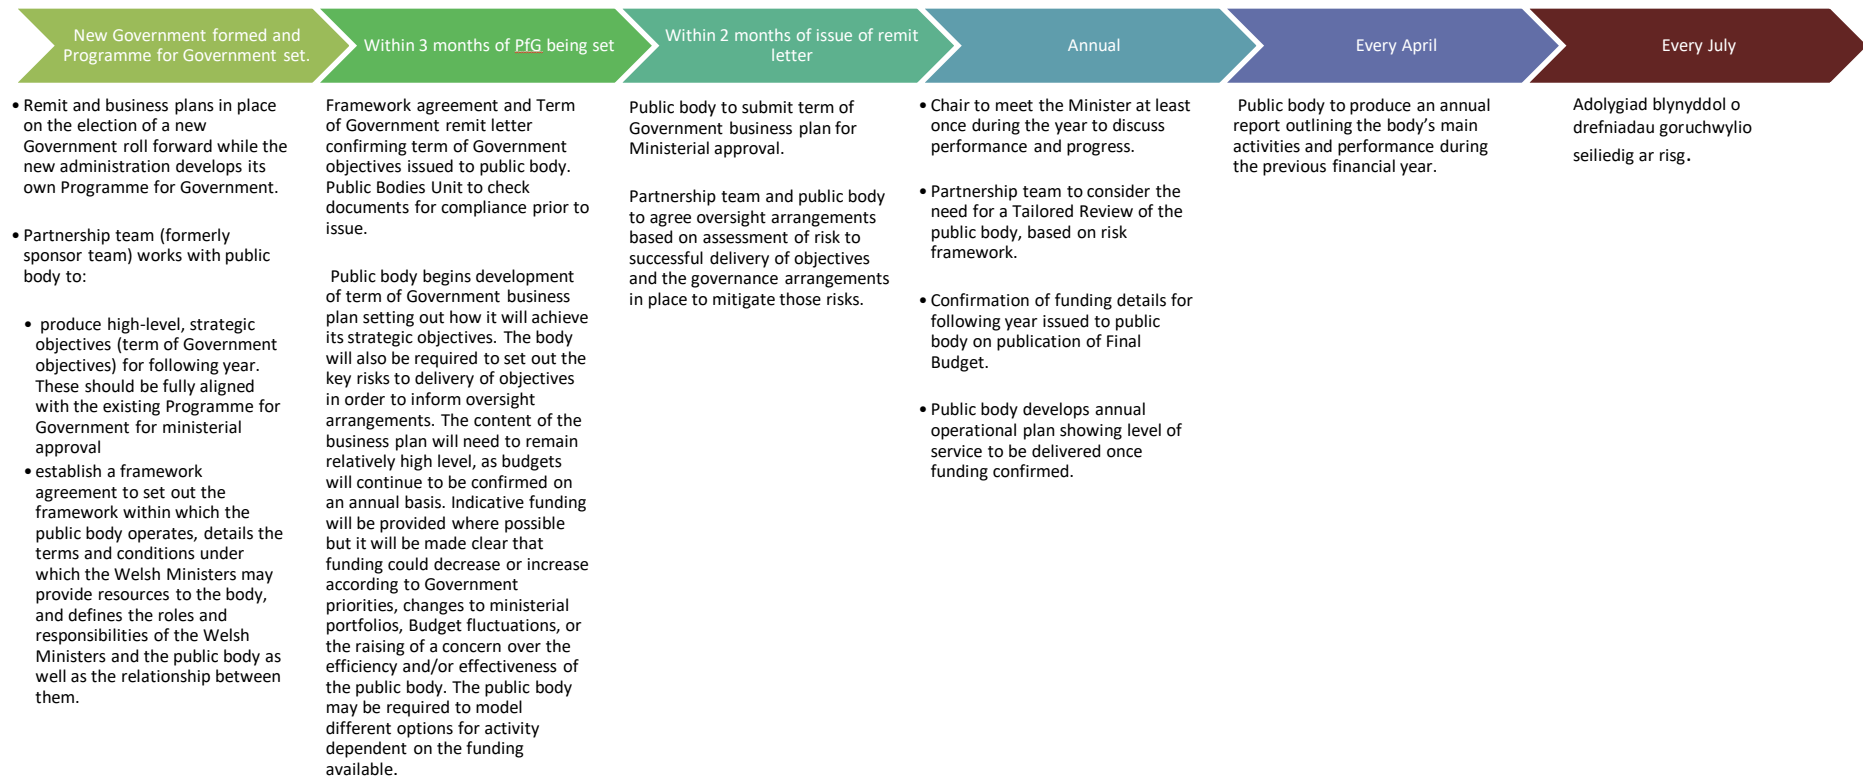 New Government formed and
Programme for Government set.
Within 3 months of PfG being set
Within 2 months of issue of remit
letter
Annual
Every April
Every July
• Remit and business plans in place
on the election of a new
Government roll forward while the
new administration develops its
own Programme for Government.
• Partnership team (formerly
sponsor team) works with public
body to:
• produce high-level, strategic
objectives (term of Government
objectives) for following year.
These should be fully aligned
with the existing Programme for
Government for ministerial
approval
• establish a framework
agreement to set out the
framework within which the
public body operates, details the
terms and conditions under
which the Welsh Ministers may
provide resources to the body,
and defines the roles and
responsibilities of the Welsh
Ministers and the public body as
well as the relationship between
them.
Framework agreement and Term
of Government remit letter
confirming term of Government
objectives issued to public body.
Public Bodies Unit to check
documents for compliance prior to
issue.
Public body begins development
of term of Government business
plan setting out how it will achieve
its strategic objectives. The body
will also be required to set out the
key risks to delivery of objectives
in order to inform oversight
arrangements. The content of the
business plan will need to remain
relatively high level, as budgets
will continue to be confirmed on
an annual basis. Indicative funding
will be provided where possible
but it will be made clear that
funding could decrease or increase
according to Government
priorities, changes to ministerial
portfolios, Budget fluctuations, or
the raising of a concern over the
efficiency and/or effectiveness of
the public body. The public body
may be required to model
different options for activity
dependent on the funding
available.
Public body to submit term of
Government business plan for
Ministerial approval.
Partnership team and public body
to agree oversight arrangements
based on assessment of risk to
successful delivery of objectives
and the governance arrangements
in place to mitigate those risks.
• Chair to meet the Minister at least
once during the year to discuss
performance and progress.
• Partnership team to consider the
need for a Tailored Review of the
public body, based on risk
framework.
• Confirmation of funding details for
following year issued to public
body on publication of Final
Budget.
• Public body develops annual
operational plan showing level of
service to be delivered once
funding confirmed.
Public body to produce an annual
report outlining the body's main
activities and performance during
the previous financial year.
Adolygiad blynyddol o
drefniadau goruchwylio
seiliedig ar risg.